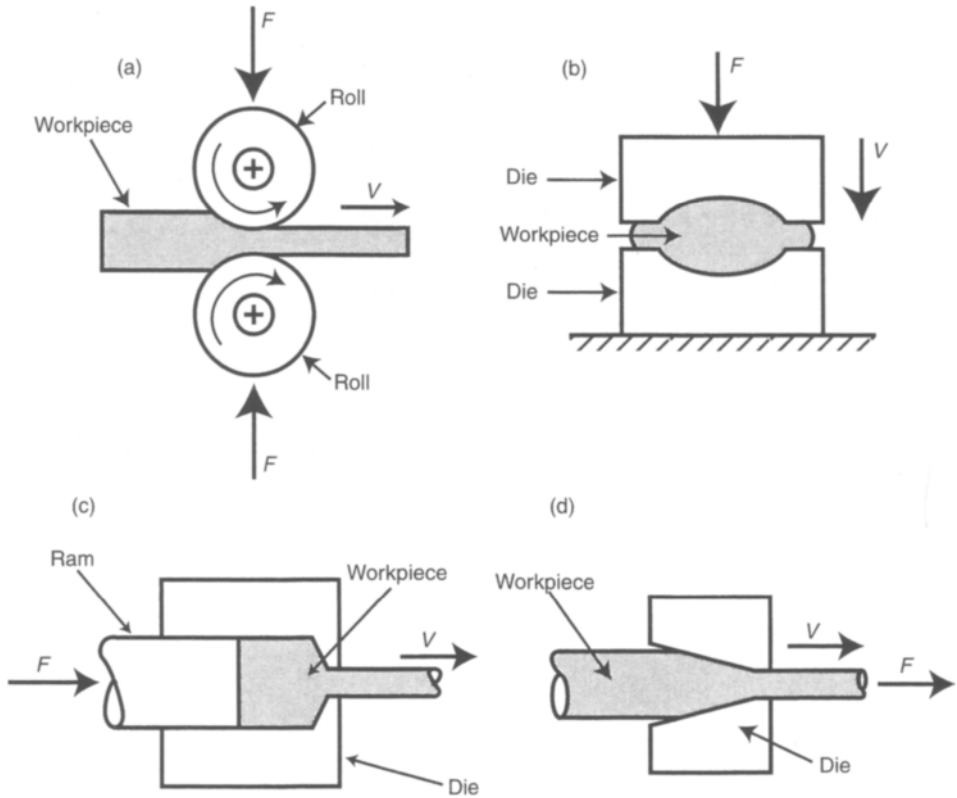 F
(a)
Roll
Workpiece
V
Roll
F
(b)
F
V
Die
Workpiece
Die
(c)
Ram
Workpiece
V
F
Die
(d)
Workpiece
V
F
Die